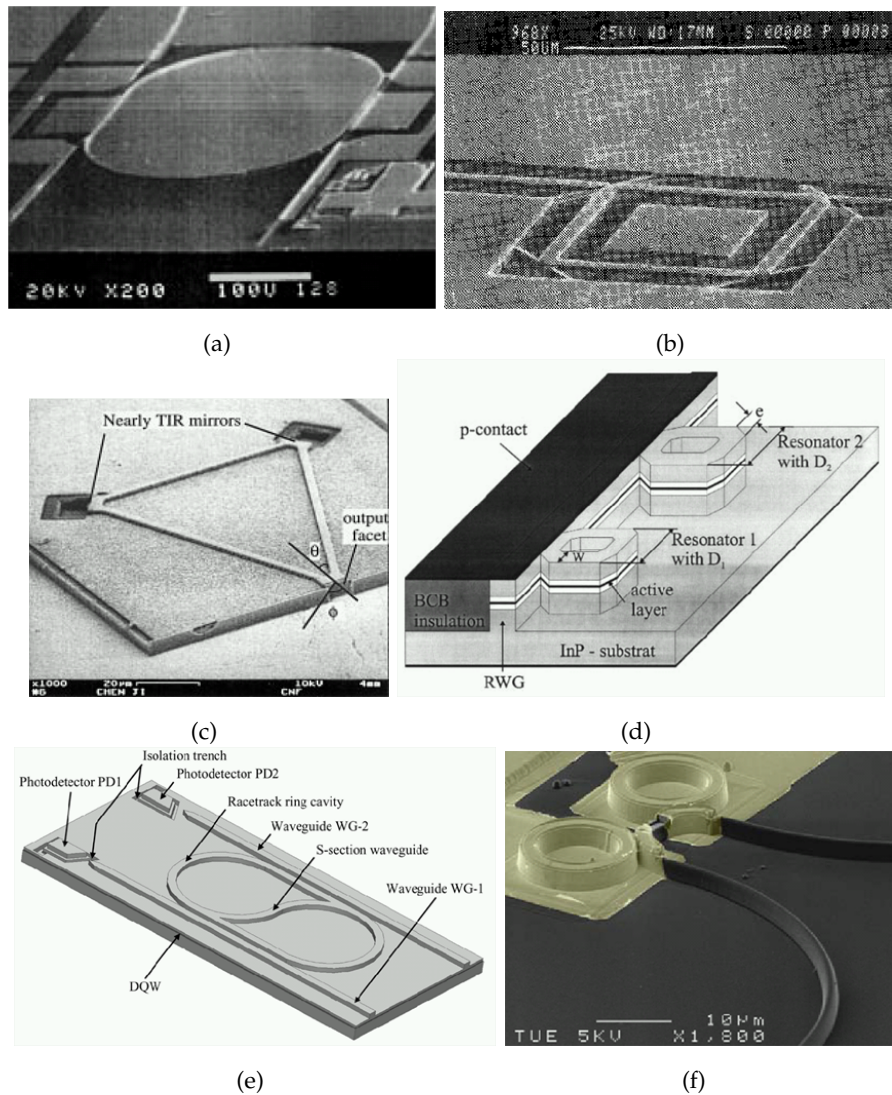 968X 25KV WD:17MM S:00000 P:00008
50UM
20KV X200 100U 128
(a)
(b)
Nearly TIR mirrors
output
facet
θ
ϕ
x1000 20μm 10kV 4mm
#6 CHEN JI CNF
(c)
p-contact
e
Resonator 2
with D2
Resonator 1
with D1
w
active
layer
BCB
insulation
InP - substrat
RWG
(d)
Isolation trench
Photodetector PD1
Photodetector PD2
Racetrack ring cavity
Waveguide WG-2
S-section waveguide
Waveguide WG-1
DQW
(e)
10μm
TUE 5KV X1,800
(f)